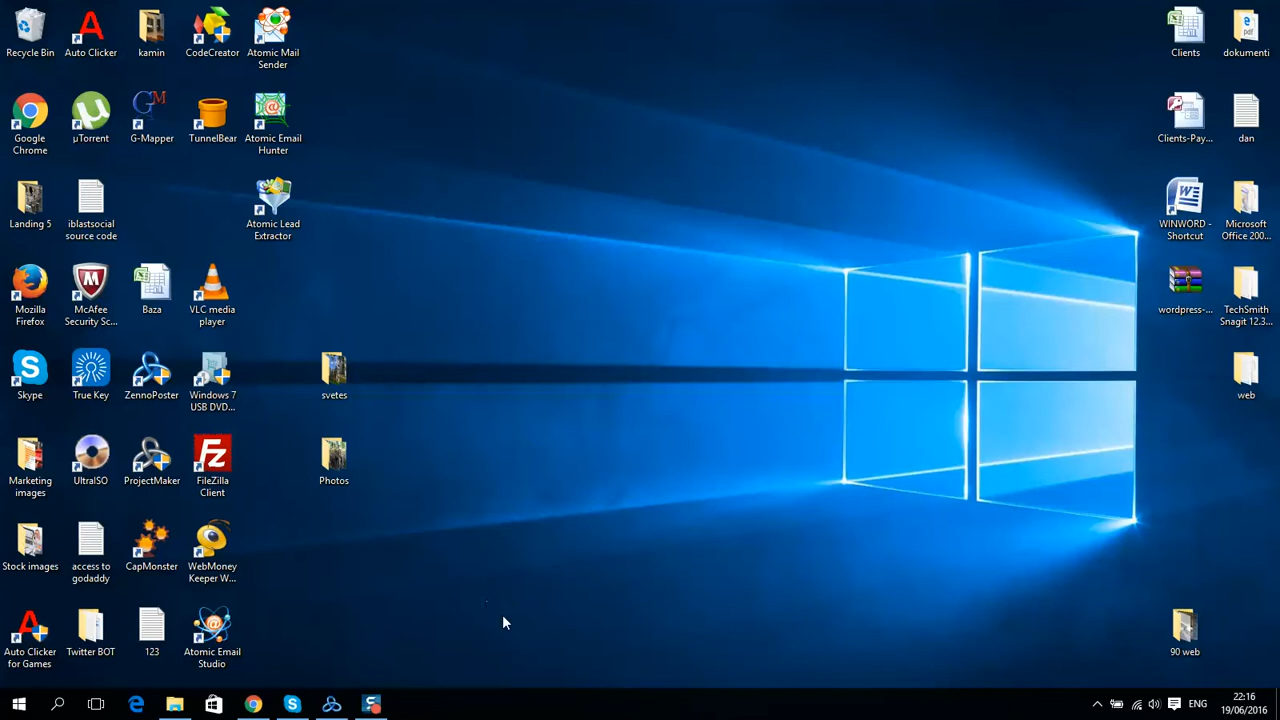 Recycle Bin
Auto Clicker
kamin
CodeCreator
Atomic Mail
Sender
Google
Chrome
µTorrent
G-Mapper
TunnelBear
Atomic Email
Hunter
Landing 5
iblastsocial
source code
Atomic Lead
Extractor
Mozilla
Firefox
McAfee
Security Sc...
Baza
VLC media
player
Skype
True Key
ZennoPoster
Windows 7
USB DVD...
svetes
Marketing
images
UltraISO
ProjectMaker
FileZilla
Client
Photos
Stock images
access to
godaddy
CapMonster
WebMoney
Keeper W...
Auto Clicker
for Games
Twitter BOT
123
Atomic Email
Studio
Clients
pdf
dokumenti
Clients-Pay...
dan
WINWORD -
Shortcut
Microsoft
Office 200...
wordpress-...
TechSmith
Snagit 12.3...
web
90 web
ENG
22:16
19/06/2016